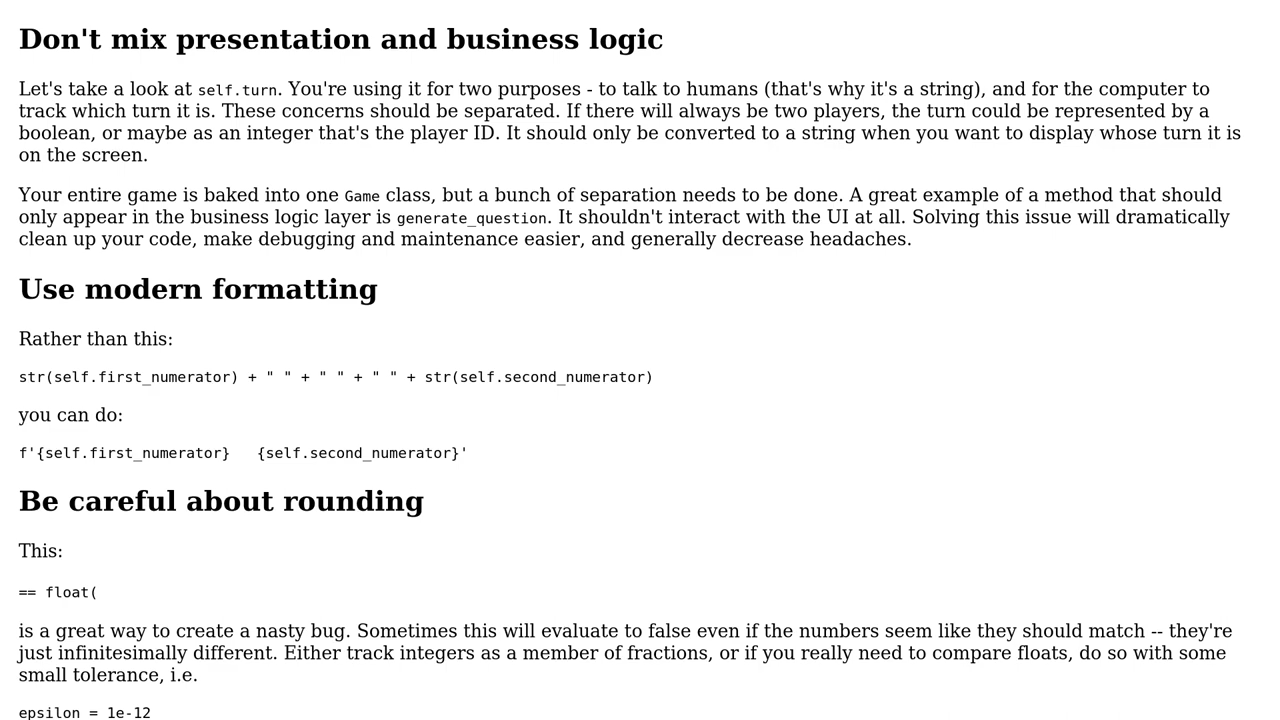 Don't mix presentation and business logic
Let's take a look at self.turn. You're using it for two purposes - to talk to humans (that's why it's a string), and for the computer to
track which turn it is. These concerns should be separated. If there will always be two players, the turn could be represented by a
boolean, or maybe as an integer that's the player ID. It should only be converted to a string when you want to display whose turn it is
on the screen.
Your entire game is baked into one Game class, but a bunch of separation needs to be done. A great example of a method that should
only appear in the business logic layer is generate_question. It shouldn't interact with the UI at all. Solving this issue will dramatically
clean up your code, make debugging and maintenance easier, and generally decrease headaches.
Use modern formatting
Rather than this:
str(self.first_numerator) + " " + " " + " " + str(self.second_numerator)
you can do:
f'{self.first_numerator}   {self.second_numerator}'
Be careful about rounding
This:
== float(
is a great way to create a nasty bug. Sometimes this will evaluate to false even if the numbers seem like they should match -- they're
just infinitesimally different. Either track integers as a member of fractions, or if you really need to compare floats, do so with some
small tolerance, i.e.
epsilon = 1e-12